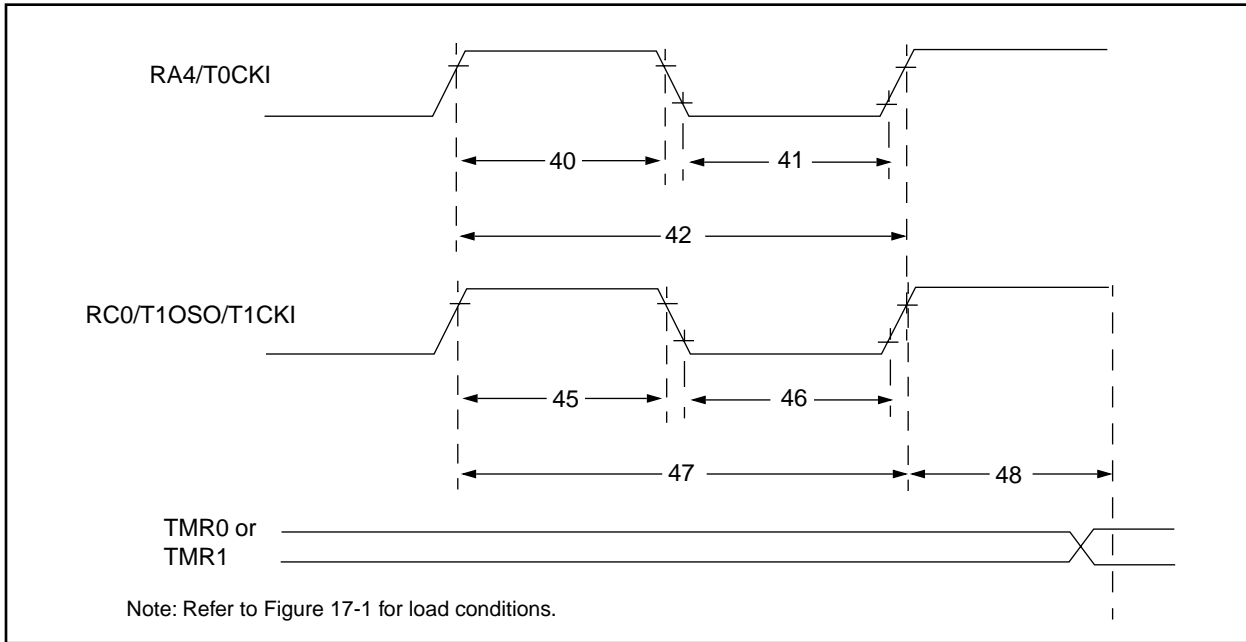 RA4/T0CKI
40
41
42
RC0/T1OSO/T1CKI
45
46
47
48
TMR0 or
TMR1
Note: Refer to Figure 17-1 for load conditions.